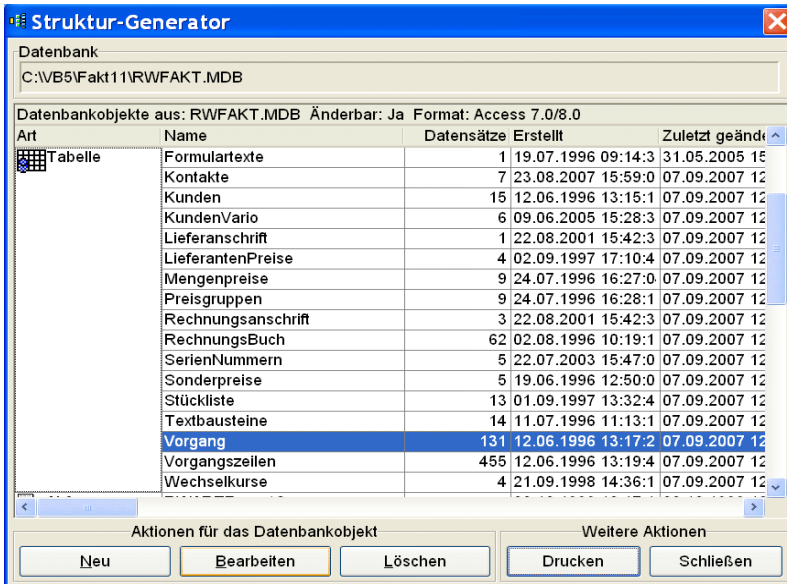 Struktur-Generator
Datenbank
C:\VB5\Fakt11\RWFAKT.MDB
Datenbankobjekte aus: RWFAKT.MDB Änderbar: Ja Format: Access 7.0/8.0
Art Name Datensätze Erstellt Zuletzt geände
Tabelle Formulartexte 1 19.07.1996 09:14:3 31.05.2005 15
Kontakte 7 23.08.2007 15:59:0 07.09.2007 12
Kunden 15 12.06.1996 13:15:1 07.09.2007 12
KundenVario 6 09.06.2005 15:28:3 07.09.2007 12
Lieferanschrift 1 22.08.2001 15:42:3 07.09.2007 12
LieferantenPreise 4 02.09.1997 17:10:4 07.09.2007 12
Mengenpreise 9 24.07.1996 16:27:0 07.09.2007 12
Preisgruppen 9 24.07.1996 16:28:1 07.09.2007 12
Rechnungsanschrift 3 22.08.2001 15:42:3 07.09.2007 12
RechnungsBuch 62 02.08.1996 10:19:1 07.09.2007 12
SerienNummern 5 22.07.2003 15:47:0 07.09.2007 12
Sonderpreise 5 19.06.1996 12:50:0 07.09.2007 12
Stückliste 13 01.09.1997 13:32:4 07.09.2007 12
Textbausteine 14 11.07.1996 11:13:1 07.09.2007 12
Vorgang 131 12.06.1996 13:17:2 07.09.2007 12
Vorgangszeilen 455 12.06.1996 13:19:4 07.09.2007 12
Wechselkurse 4 21.09.1998 14:36:1 07.09.2007 12
Aktionen für das Datenbankobjekt Weitere Aktionen
Neu Bearbeiten Löschen Drucken Schließen